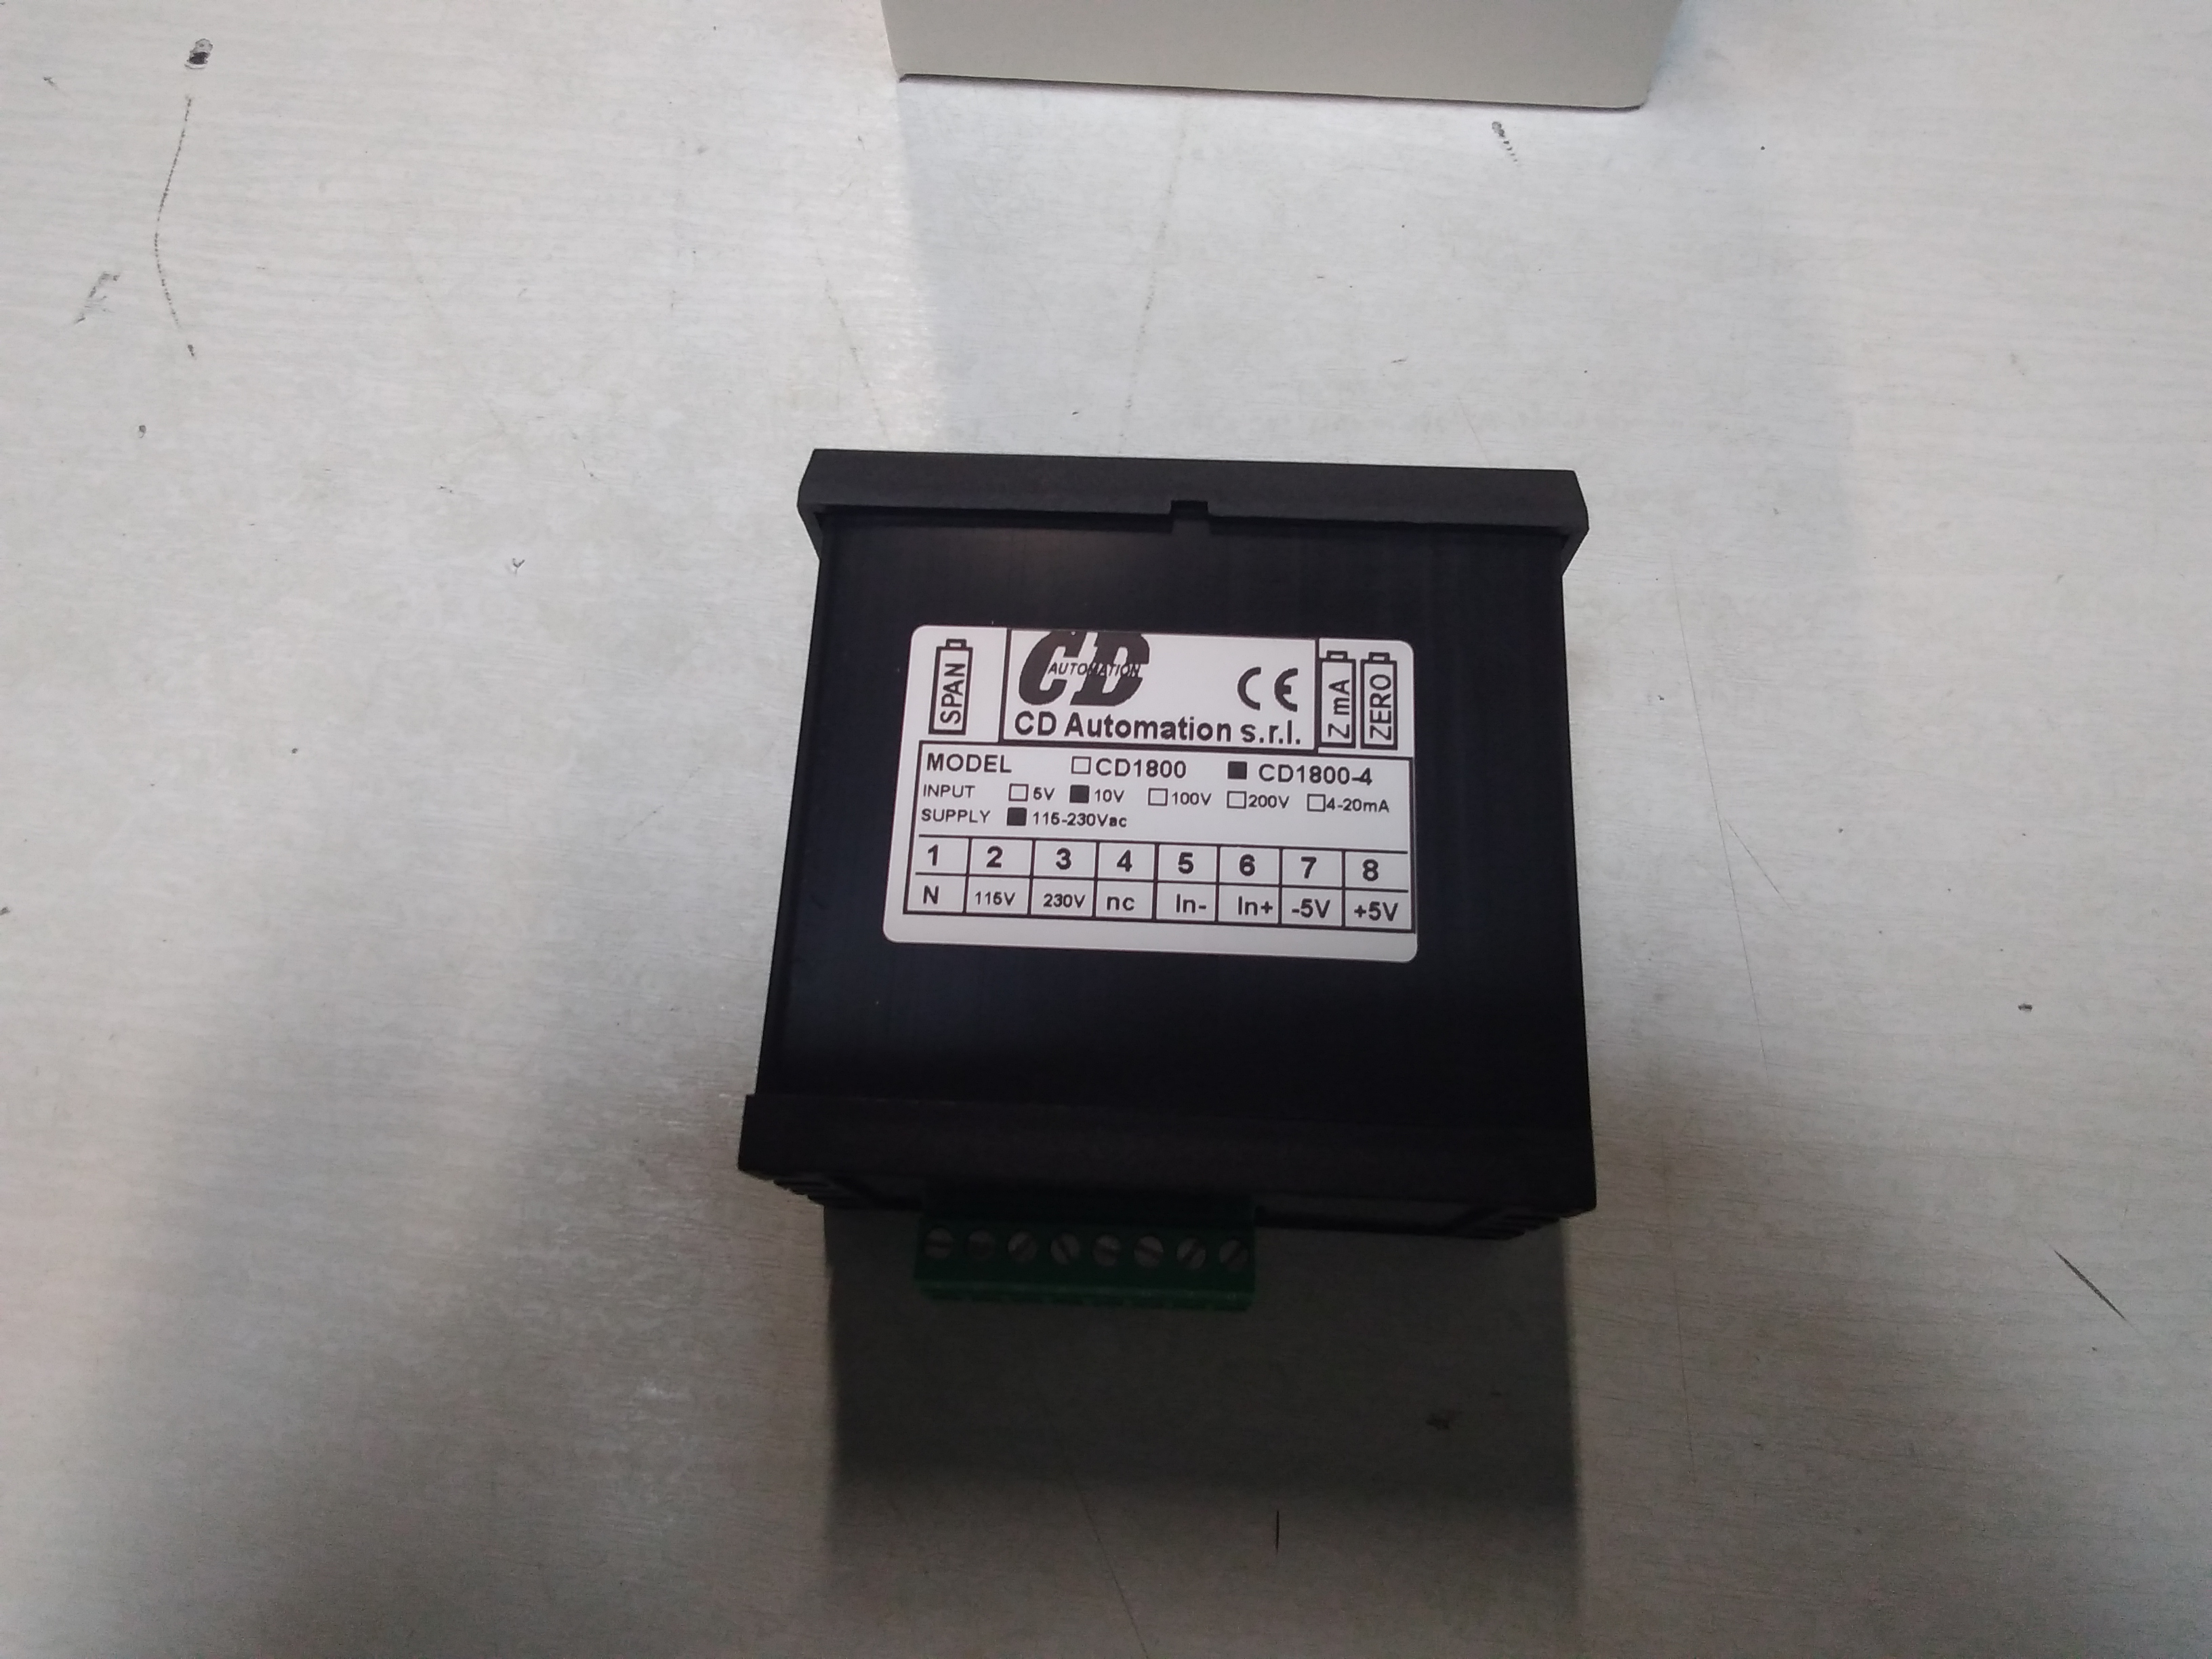 SPAN
CD
AUTOMATION
CE
CD Automation s.r.l.
Z mA
ZERO
MODEL □CD1800 ■ CD1800-4
INPUT □5V ■10V □100V □200V □4-20mA
SUPPLY ■115-230Vac
1 2 3 4 5 6 7 8
N 115V 230V nc In- In+ -5V +5V